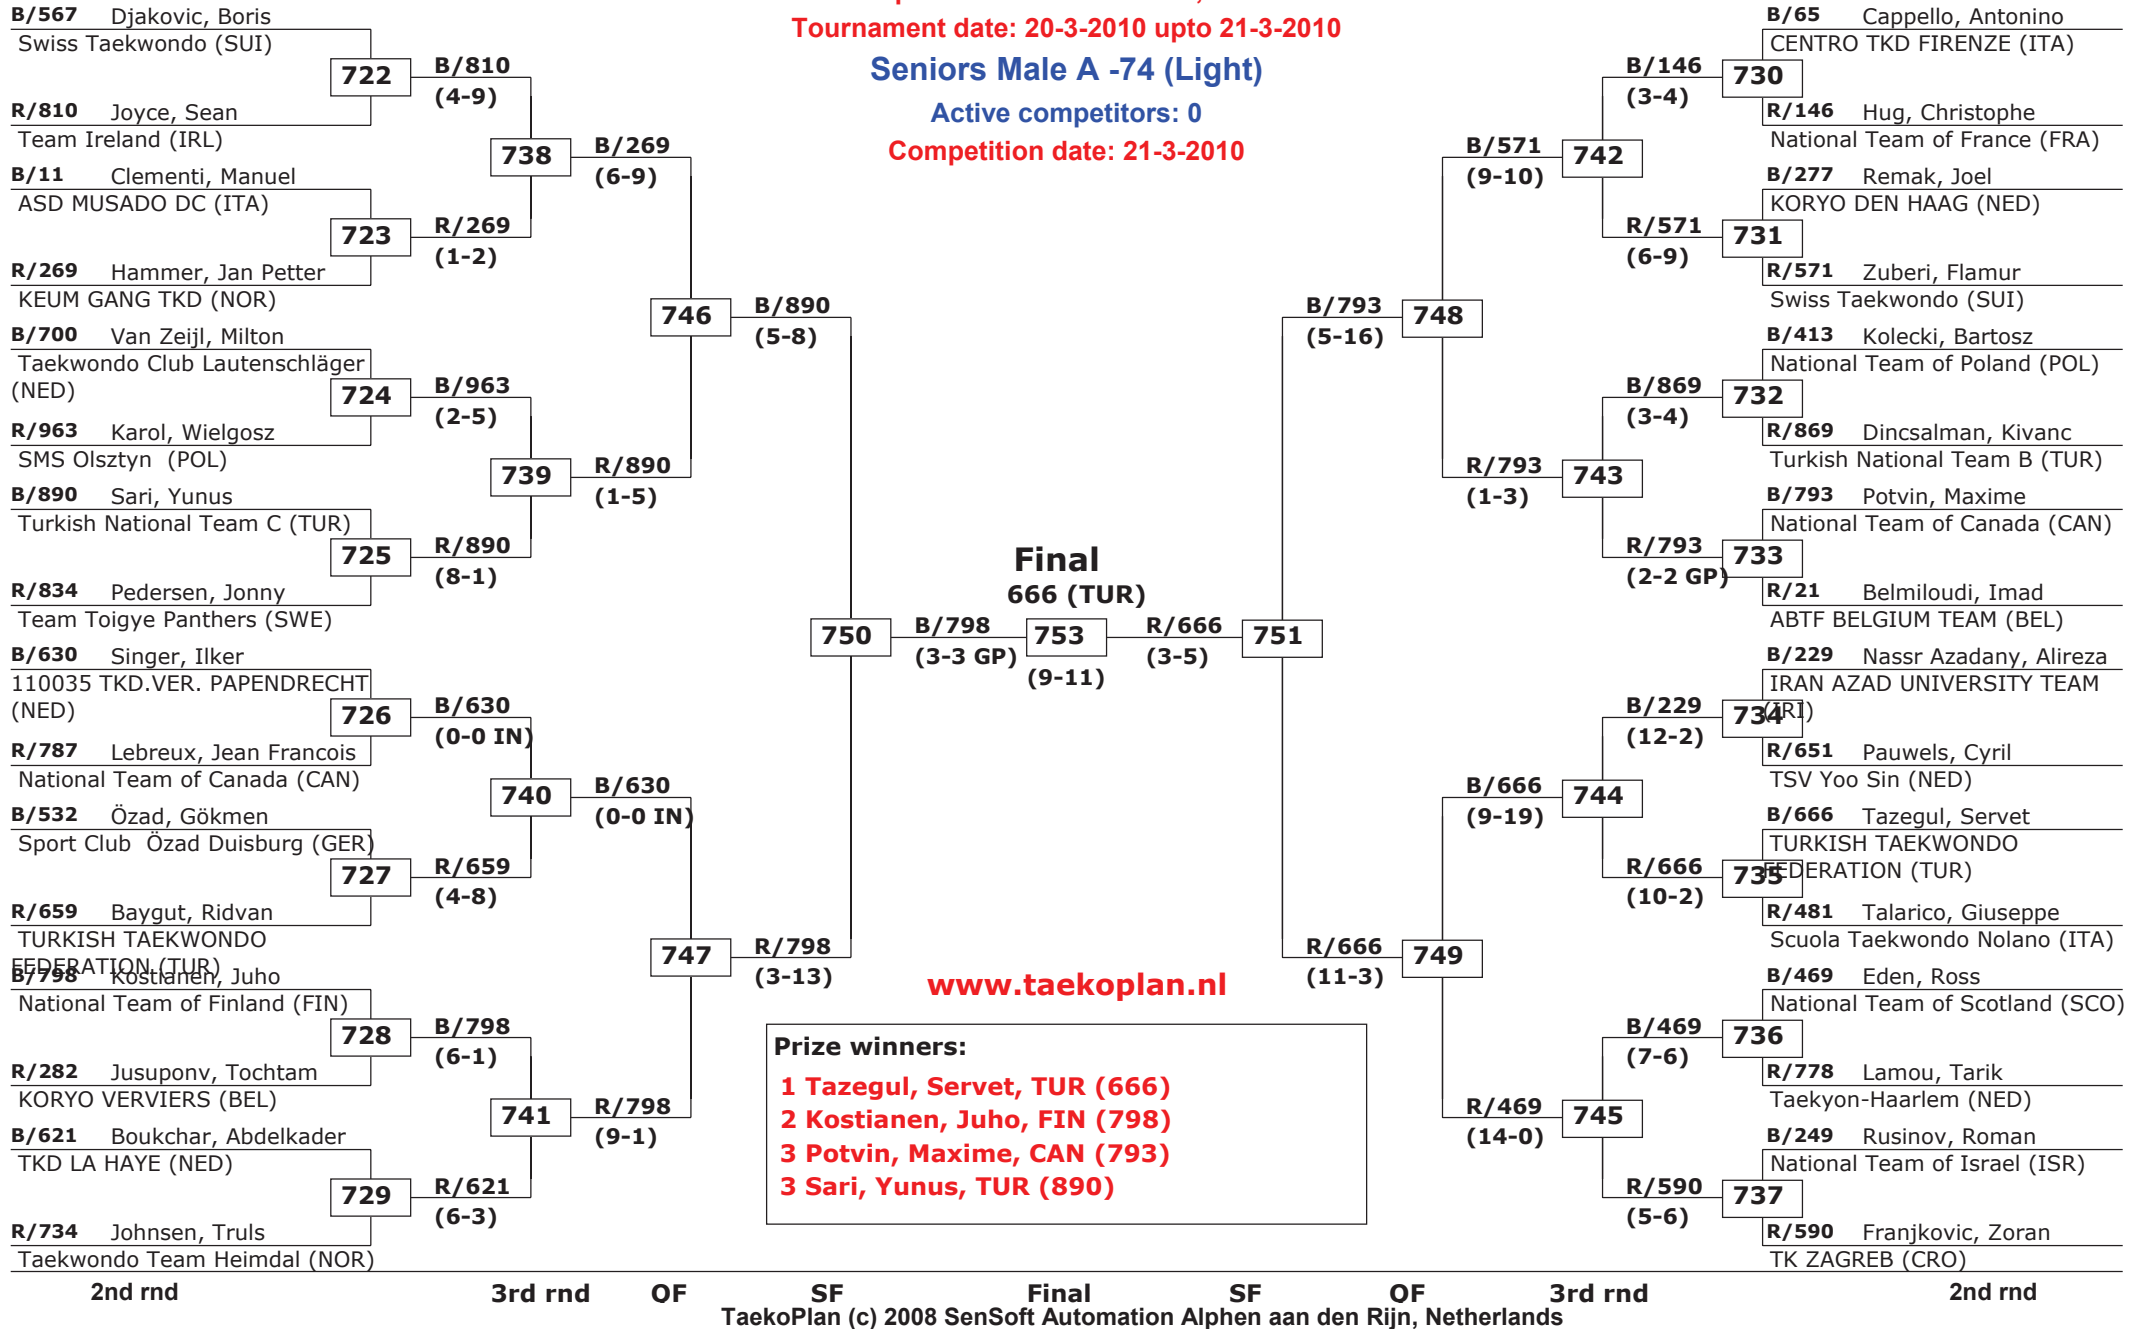 Tournament date: 20-3-2010 upto 21-3-2010
Seniors Male A -74 (Light)
Active competitors: 0
Competition date: 21-3-2010
B/567 Djakovic, Boris
Swiss Taekwondo (SUI)
722
R/810 Joyce, Sean
Team Ireland (IRL)
B/11 Clementi, Manuel
ASD MUSADO DC (ITA)
723
R/269 Hammer, Jan Petter
KEUM GANG TKD (NOR)
B/700 Van Zeijl, Milton
Taekwondo Club Lautenschläger
(NED)
724
R/963 Karol, Wielgosz
SMS Olsztyn (POL)
B/890 Sari, Yunus
Turkish National Team C (TUR)
725
R/834 Pedersen, Jonny
Team Toigye Panthers (SWE)
B/630 Singer, Ilker
110035 TKD.VER. PAPENDRECHT
(NED)
726
R/787 Lebreux, Jean Francois
National Team of Canada (CAN)
B/532 Özad, Gökmen
Sport Club Özad Duisburg (GER)
727
R/659 Baygut, Ridvan
TURKISH TAEKWONDO
FEDERATION (TUR)
B/798 Kostianen, Juho
National Team of Finland (FIN)
728
R/282 Jusuponv, Tochtam
KORYO VERVIERS (BEL)
B/621 Boukchar, Abdelkader
TKD LA HAYE (NED)
729
R/734 Johnsen, Truls
Taekwondo Team Heimdal (NOR)
B/810
(4-9)
738
R/269
(1-2)
B/963
(2-5)
739
R/890
(8-1)
B/630
(0-0 IN)
740
R/659
(4-8)
B/798
(6-1)
741
R/621
(6-3)
B/269
(6-9)
746
R/890
(1-5)
B/630
(0-0 IN)
747
R/798
(9-1)
B/890
(5-8)
750
R/798
(3-13)
B/798
(3-3 GP)
Final
666 (TUR)
753
(9-11)
R/666
(3-5)
751
B/793
(5-16)
R/666
(11-3)
748
749
B/571
(9-10)
R/793
(1-3)
B/666
(9-19)
R/469
(14-0)
742
743
744
745
B/146
(3-4)
R/571
(6-9)
B/869
(3-4)
R/793
(2-2 GP)
B/229
(12-2)
R/666
(10-2)
B/469
(7-6)
R/590
(5-6)
B/65 Cappello, Antonino
CENTRO TKD FIRENZE (ITA)
730
R/146 Hug, Christophe
National Team of France (FRA)
B/277 Remak, Joel
KORYO DEN HAAG (NED)
731
R/571 Zuberi, Flamur
Swiss Taekwondo (SUI)
B/413 Kolecki, Bartosz
National Team of Poland (POL)
732
R/869 Dincsalman, Kivanc
Turkish National Team B (TUR)
B/793 Potvin, Maxime
National Team of Canada (CAN)
733
R/21 Belmiloudi, Imad
ABTF BELGIUM TEAM (BEL)
B/229 Nassr Azadany, Alireza
IRAN AZAD UNIVERSITY TEAM
(IRI)
734
R/651 Pauwels, Cyril
TSV Yoo Sin (NED)
B/666 Tazegul, Servet
TURKISH TAEKWONDO
FEDERATION (TUR)
735
R/481 Talarico, Giuseppe
Scuola Taekwondo Nolano (ITA)
B/469 Eden, Ross
National Team of Scotland (SCO)
736
R/778 Lamou, Tarik
Taekyon-Haarlem (NED)
B/249 Rusinov, Roman
National Team of Israel (ISR)
737
R/590 Franjkovic, Zoran
TK ZAGREB (CRO)
www.taekoplan.nl
Prize winners:
1 Tazegul, Servet, TUR (666)
2 Kostianen, Juho, FIN (798)
3 Potvin, Maxime, CAN (793)
3 Sari, Yunus, TUR (890)
2nd rnd 3rd rnd OF SF Final SF OF 3rd rnd 2nd rnd
TaekoPlan (c) 2008 SenSoft Automation Alphen aan den Rijn, Netherlands